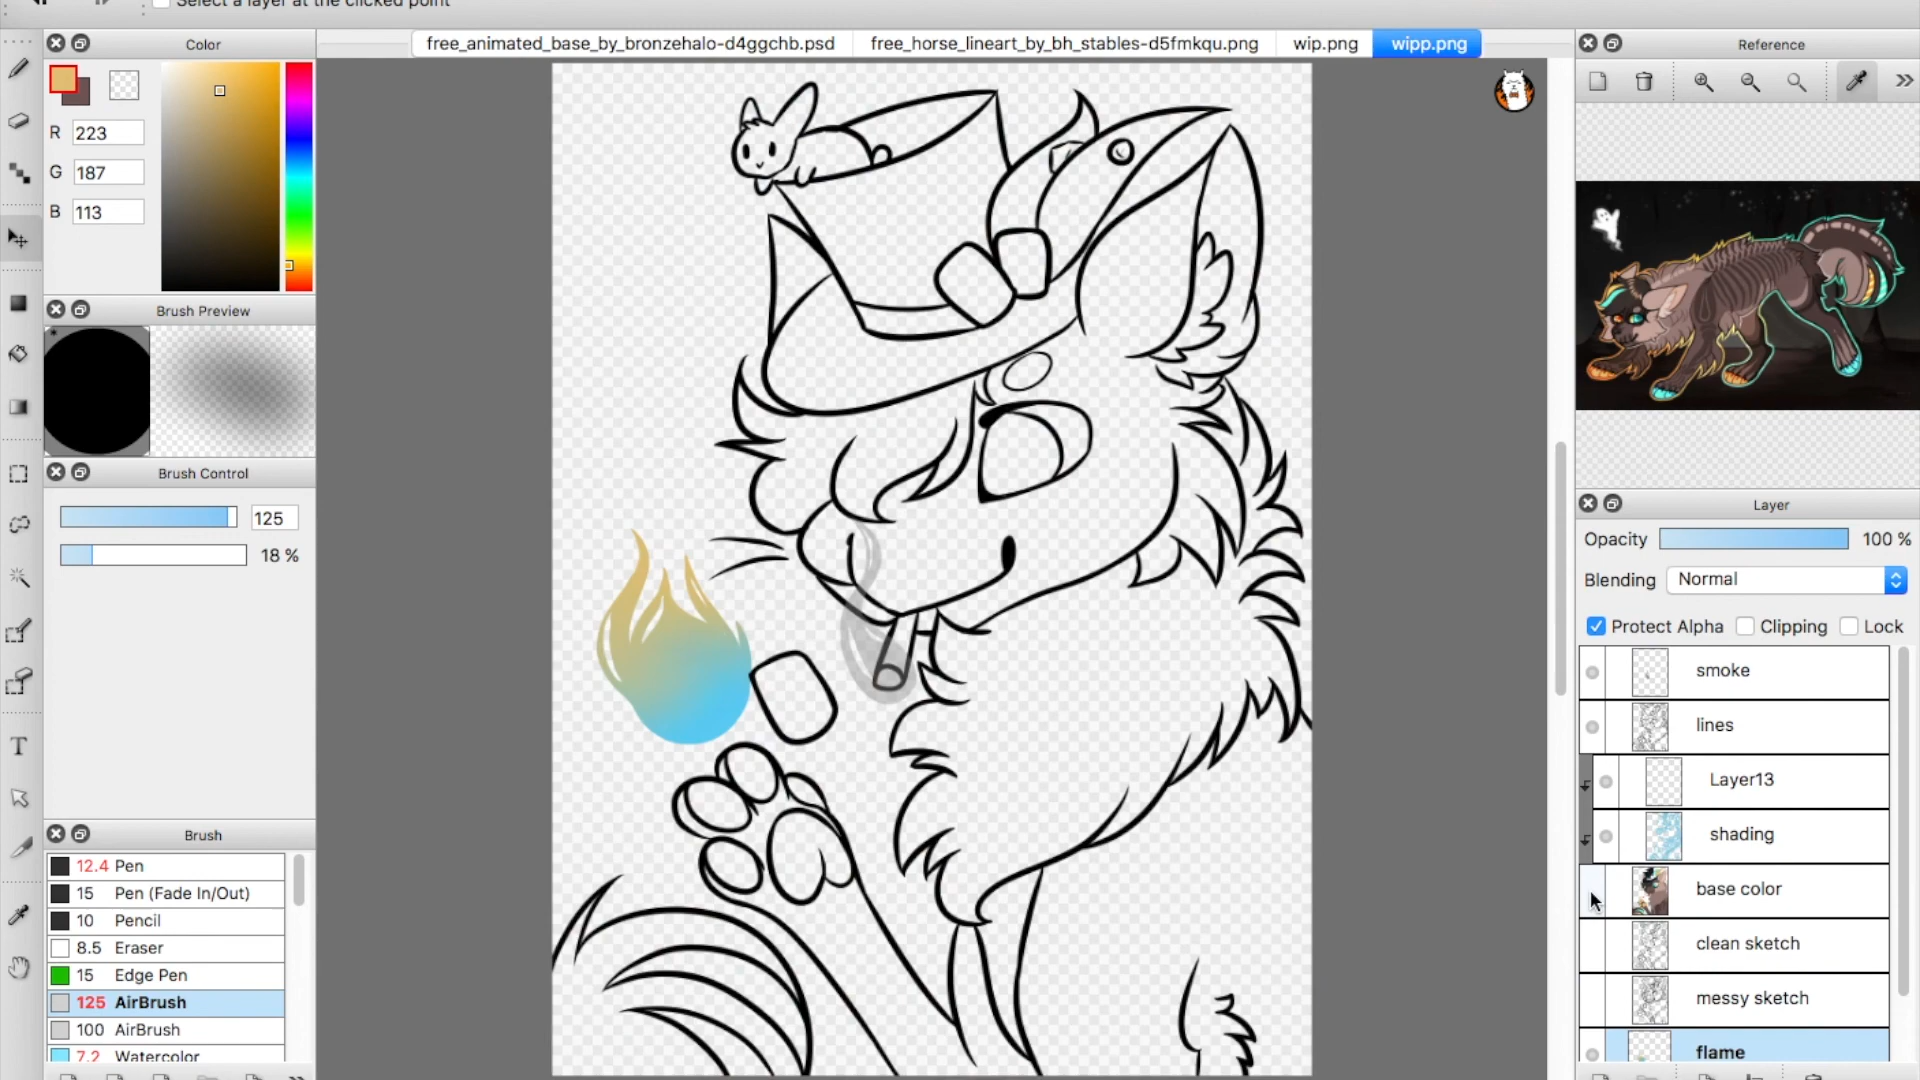 Select a layer at the clicked point
Color
free_animated_base_by_bronzehalo-d4ggchb.psd
free_horse_lineart_by_bh_stables-d5fmkqu.png
wip.png
wipp.png
Reference
R 223
G 187
B 113
Brush Preview
Brush Control
125
18 %
Brush
12.4 Pen
15 Pen (Fade In/Out)
10 Pencil
8.5 Eraser
15 Edge Pen
125 AirBrush
100 AirBrush
7.2 Watercolor
T
Layer
Opacity 100 %
Blending Normal
Protect Alpha Clipping Lock
smoke
lines
Layer13
shading
base color
clean sketch
messy sketch
flame